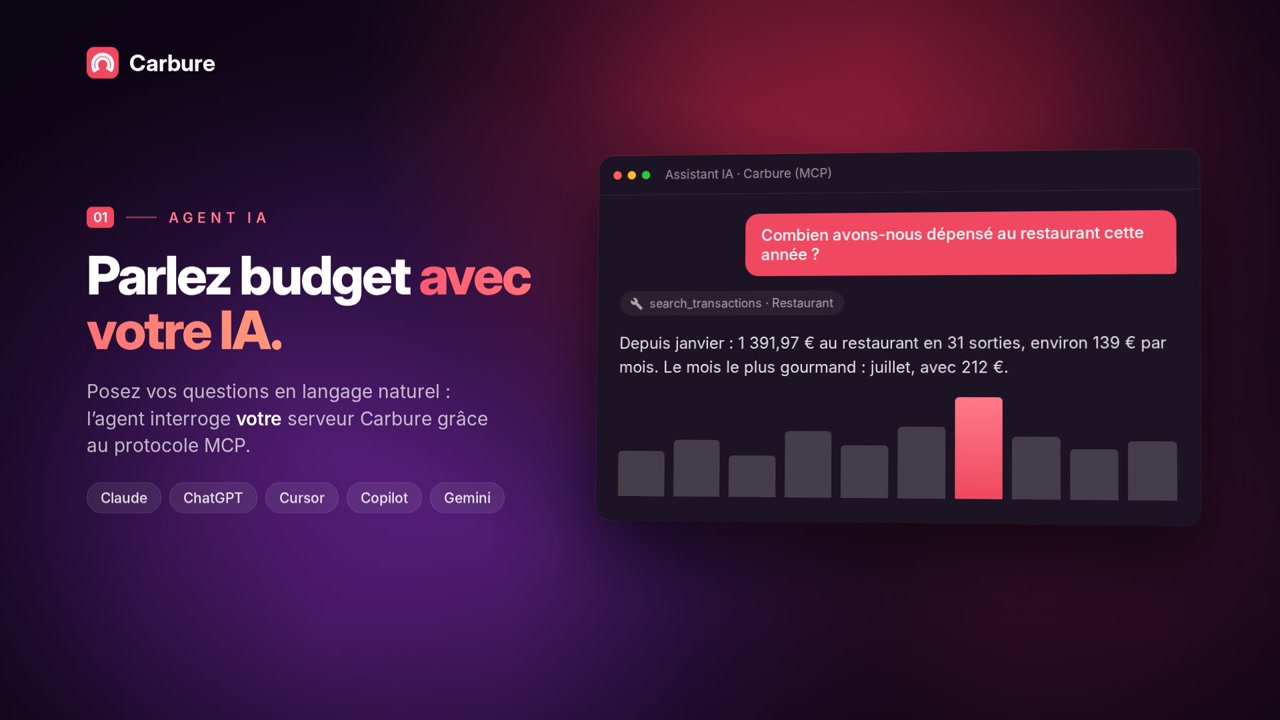 Carbure
01 — AGENT IA
Parlez budget avec
votre IA.
Posez vos questions en langage naturel :
l’agent interroge votre serveur Carbure grâce
au protocole MCP.
Claude ChatGPT Cursor Copilot Gemini
Assistant IA · Carbure (MCP)
Combien avons-nous dépensé au restaurant cette
année ?
search_transactions · Restaurant
Depuis janvier : 1 391,97 € au restaurant en 31 sorties, environ 139 € par
mois. Le mois le plus gourmand : juillet, avec 212 €.